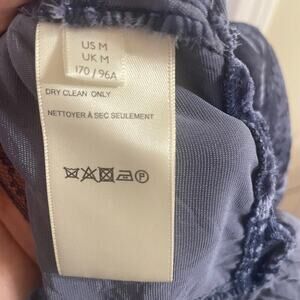 US M
UK M
170 / 96A
DRY CLEAN ONLY
NETTOYER À SEC SEULEMENT
P